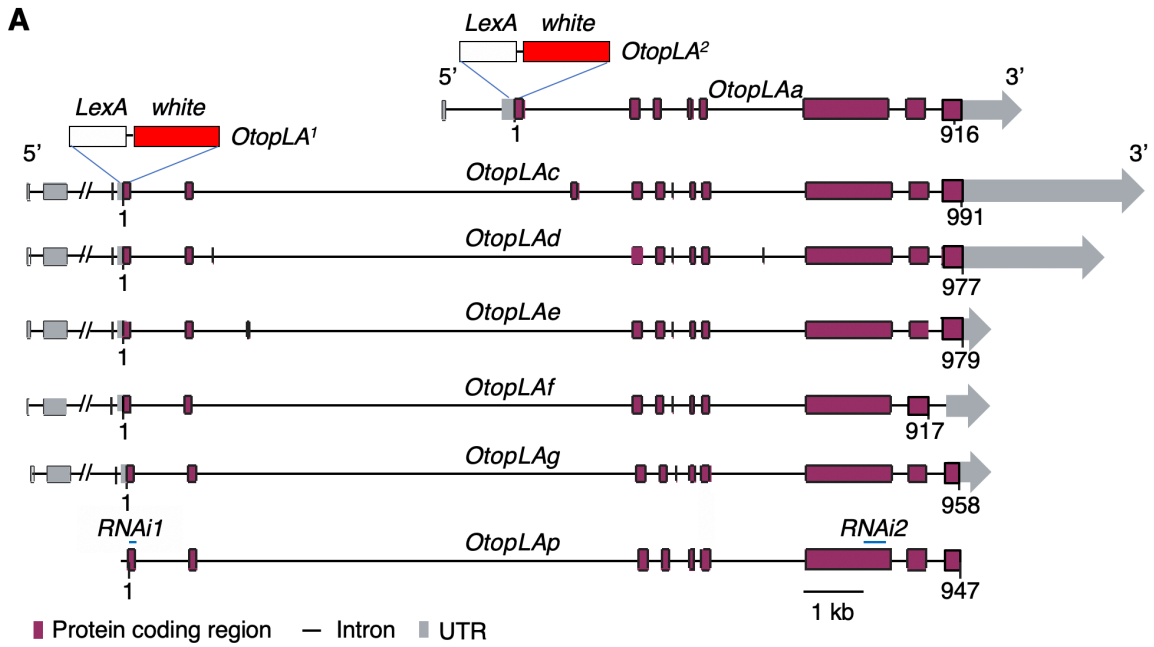 A
LexA white
OtopLA²
5’ OtopLAa 3’
1 916
LexA white
OtopLA¹
5’ OtopLAc 3’
1 991
OtopLAd
1 977
OtopLAe
1 979
OtopLAf
1 917
OtopLAg
1 958
RNAi1 OtopLAp RNAi2
1 947
1 kb
Protein coding region Intron UTR